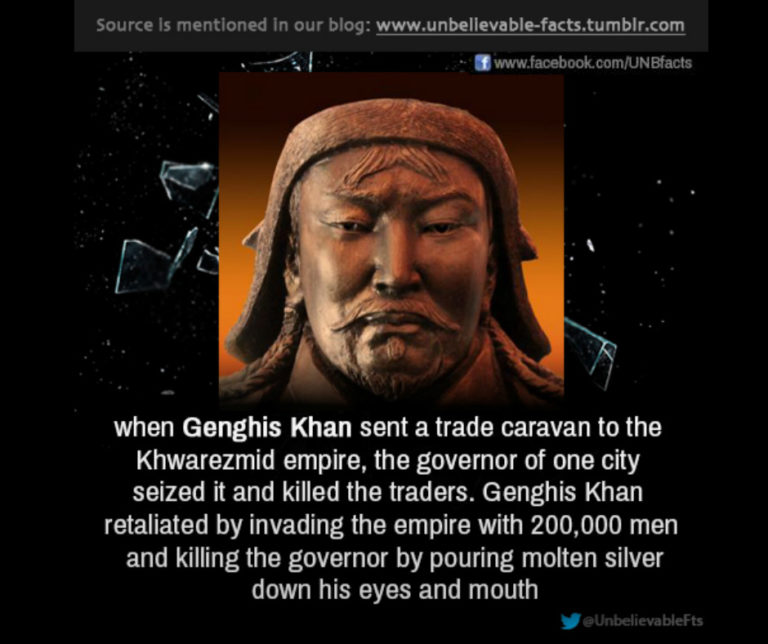 Source is mentioned in our blog: www.unbelievable-facts.tumblr.com
f www.facebook.com/UNBfacts
when Genghis Khan sent a trade caravan to the
Khwarezmid empire, the governor of one city
seized it and killed the traders. Genghis Khan
retaliated by invading the empire with 200,000 men
and killing the governor by pouring molten silver
down his eyes and mouth
@UnbelievableFts